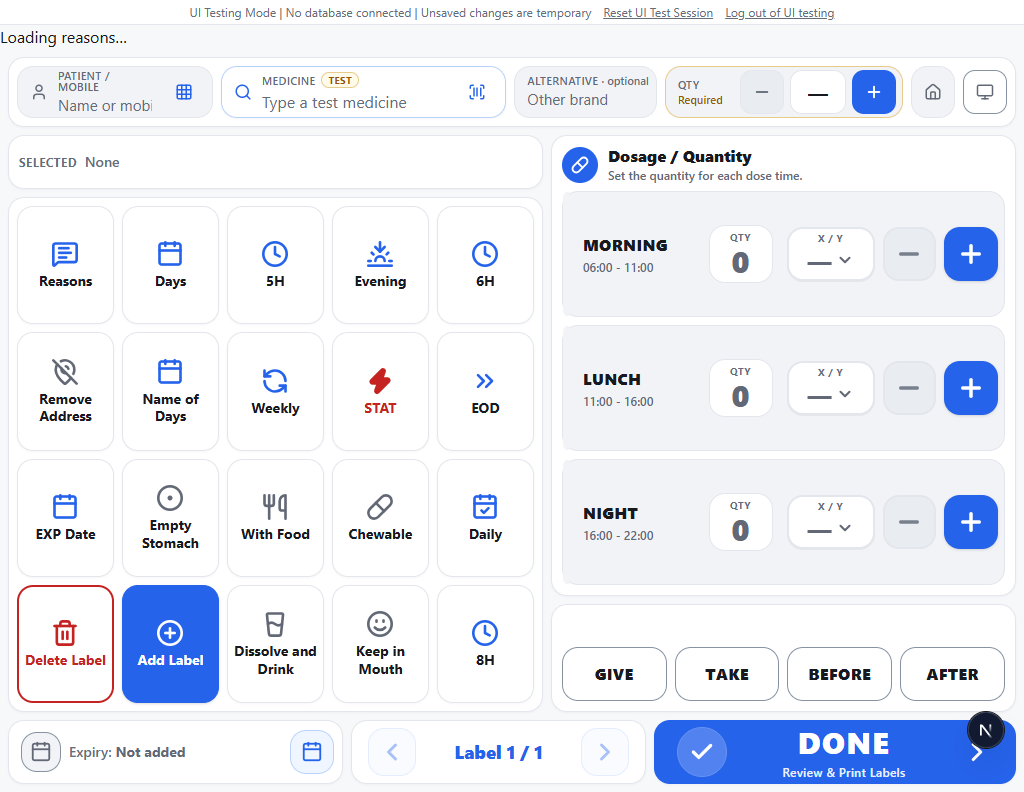 UI Testing Mode | No database connected | Unsaved changes are temporary Reset UI Test Session Log out of UI testing
Loading reasons...
PATIENT / MOBILE
Name or mobi
MEDICINE TEST
Type a test medicine
ALTERNATIVE · optional
Other brand
QTY
Required
—
SELECTED None
Reasons
Days
5H
Evening
6H
Remove Address
Name of Days
Weekly
STAT
EOD
EXP Date
Empty Stomach
With Food
Chewable
Daily
Delete Label
Add Label
Dissolve and Drink
Keep in Mouth
8H
Dosage / Quantity
Set the quantity for each dose time.
MORNING
06:00 - 11:00
QTY
0
X / Y
—
LUNCH
11:00 - 16:00
QTY
0
X / Y
—
NIGHT
16:00 - 22:00
QTY
0
X / Y
—
GIVE
TAKE
BEFORE
AFTER
Expiry: Not added
Label 1 / 1
DONE
Review & Print Labels
N